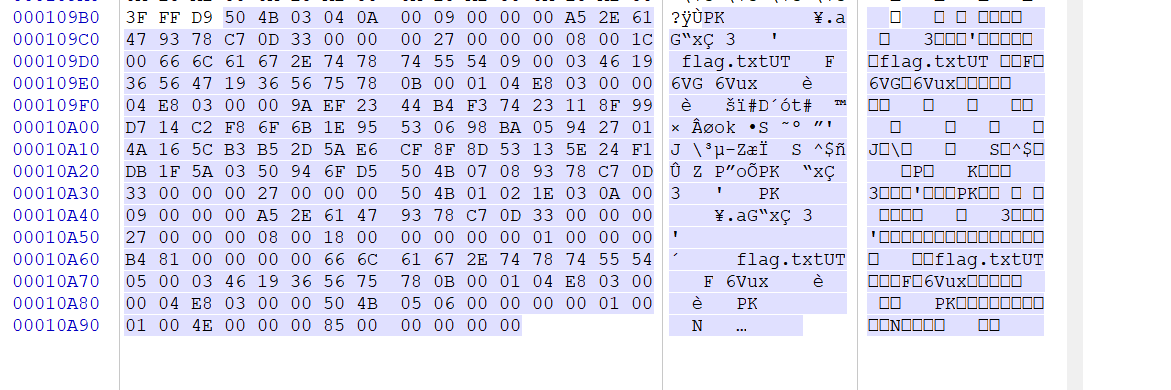 000109B0 3F FF D9 50 4B 03 04 0A 00 09 00 00 00 A5 2E 61 ?ÿÙPK ¥.a
000109C0 47 93 78 C7 0D 33 00 00 00 27 00 00 00 08 00 1C G“xÇ 3 ' 3 '
000109D0 00 66 6C 61 67 2E 74 78 74 55 54 09 00 03 46 19 flag.txtUT F flag.txtUT F
000109E0 36 56 47 19 36 56 75 78 0B 00 01 04 E8 03 00 00 6VG 6Vux è 6VG 6Vux
000109F0 04 E8 03 00 00 9A EF 23 44 B4 F3 74 23 11 8F 99 è šï#D´ót# ™
00010A00 D7 14 C2 F8 6F 6B 1E 95 53 06 98 BA 05 94 27 01 × Âøok •S ˜º ”'
00010A10 4A 16 5C B3 B5 2D 5A E6 CF 8F 8D 53 13 5E 24 F1 J \³µ-ZæÏ S ^$ñ J \ S ^$
00010A20 DB 1F 5A 03 50 94 6F D5 50 4B 07 08 93 78 C7 0D Û Z P”oÕPK “xÇ P K
00010A30 33 00 00 00 27 00 00 00 50 4B 01 02 1E 03 0A 00 3 ' PK 3 ' PK
00010A40 09 00 00 00 A5 2E 61 47 93 78 C7 0D 33 00 00 00 ¥.aG“xÇ 3 3
00010A50 27 00 00 00 08 00 18 00 00 00 00 00 01 00 00 00 ' '
00010A60 B4 81 00 00 00 00 66 6C 61 67 2E 74 78 74 55 54 ´ flag.txtUT flag.txtUT
00010A70 05 00 03 46 19 36 56 75 78 0B 00 01 04 E8 03 00 F 6Vux è F 6Vux
00010A80 00 04 E8 03 00 00 50 4B 05 06 00 00 00 00 01 00 è PK PK
00010A90 01 00 4E 00 00 00 85 00 00 00 00 00 N … N